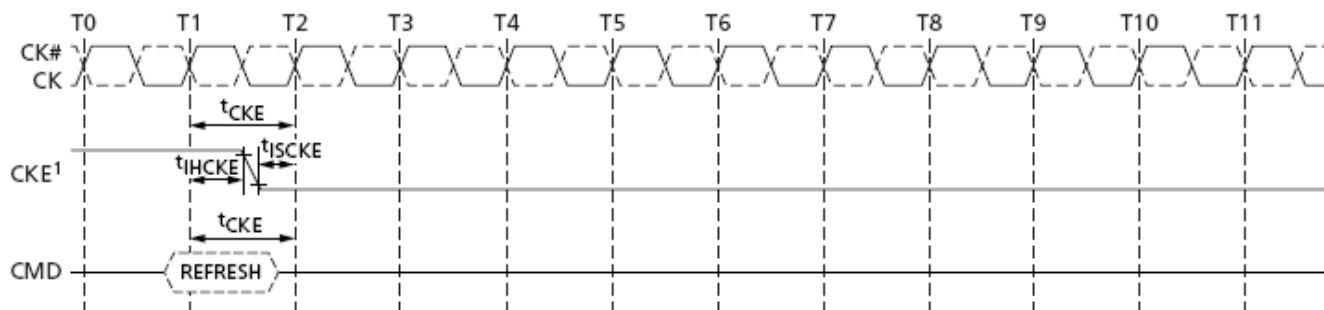 T0 T1 T2 T3 T4 T5 T6 T7 T8 T9 T10 T11
CK#
CK
tCKE
tISCKE
tIHCKE
CKE1
tCKE
CMD REFRESH